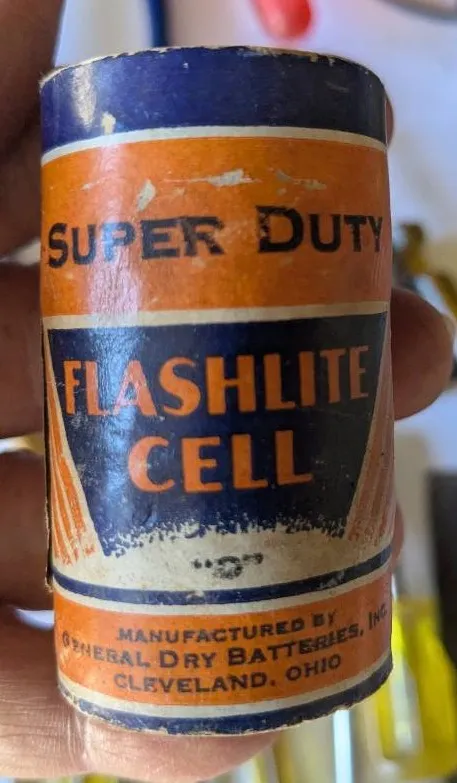 SUPER DUTY
FLASHLITE
CELL
"D"
MANUFACTURED BY
GENERAL DRY BATTERIES, INC.
CLEVELAND, OHIO